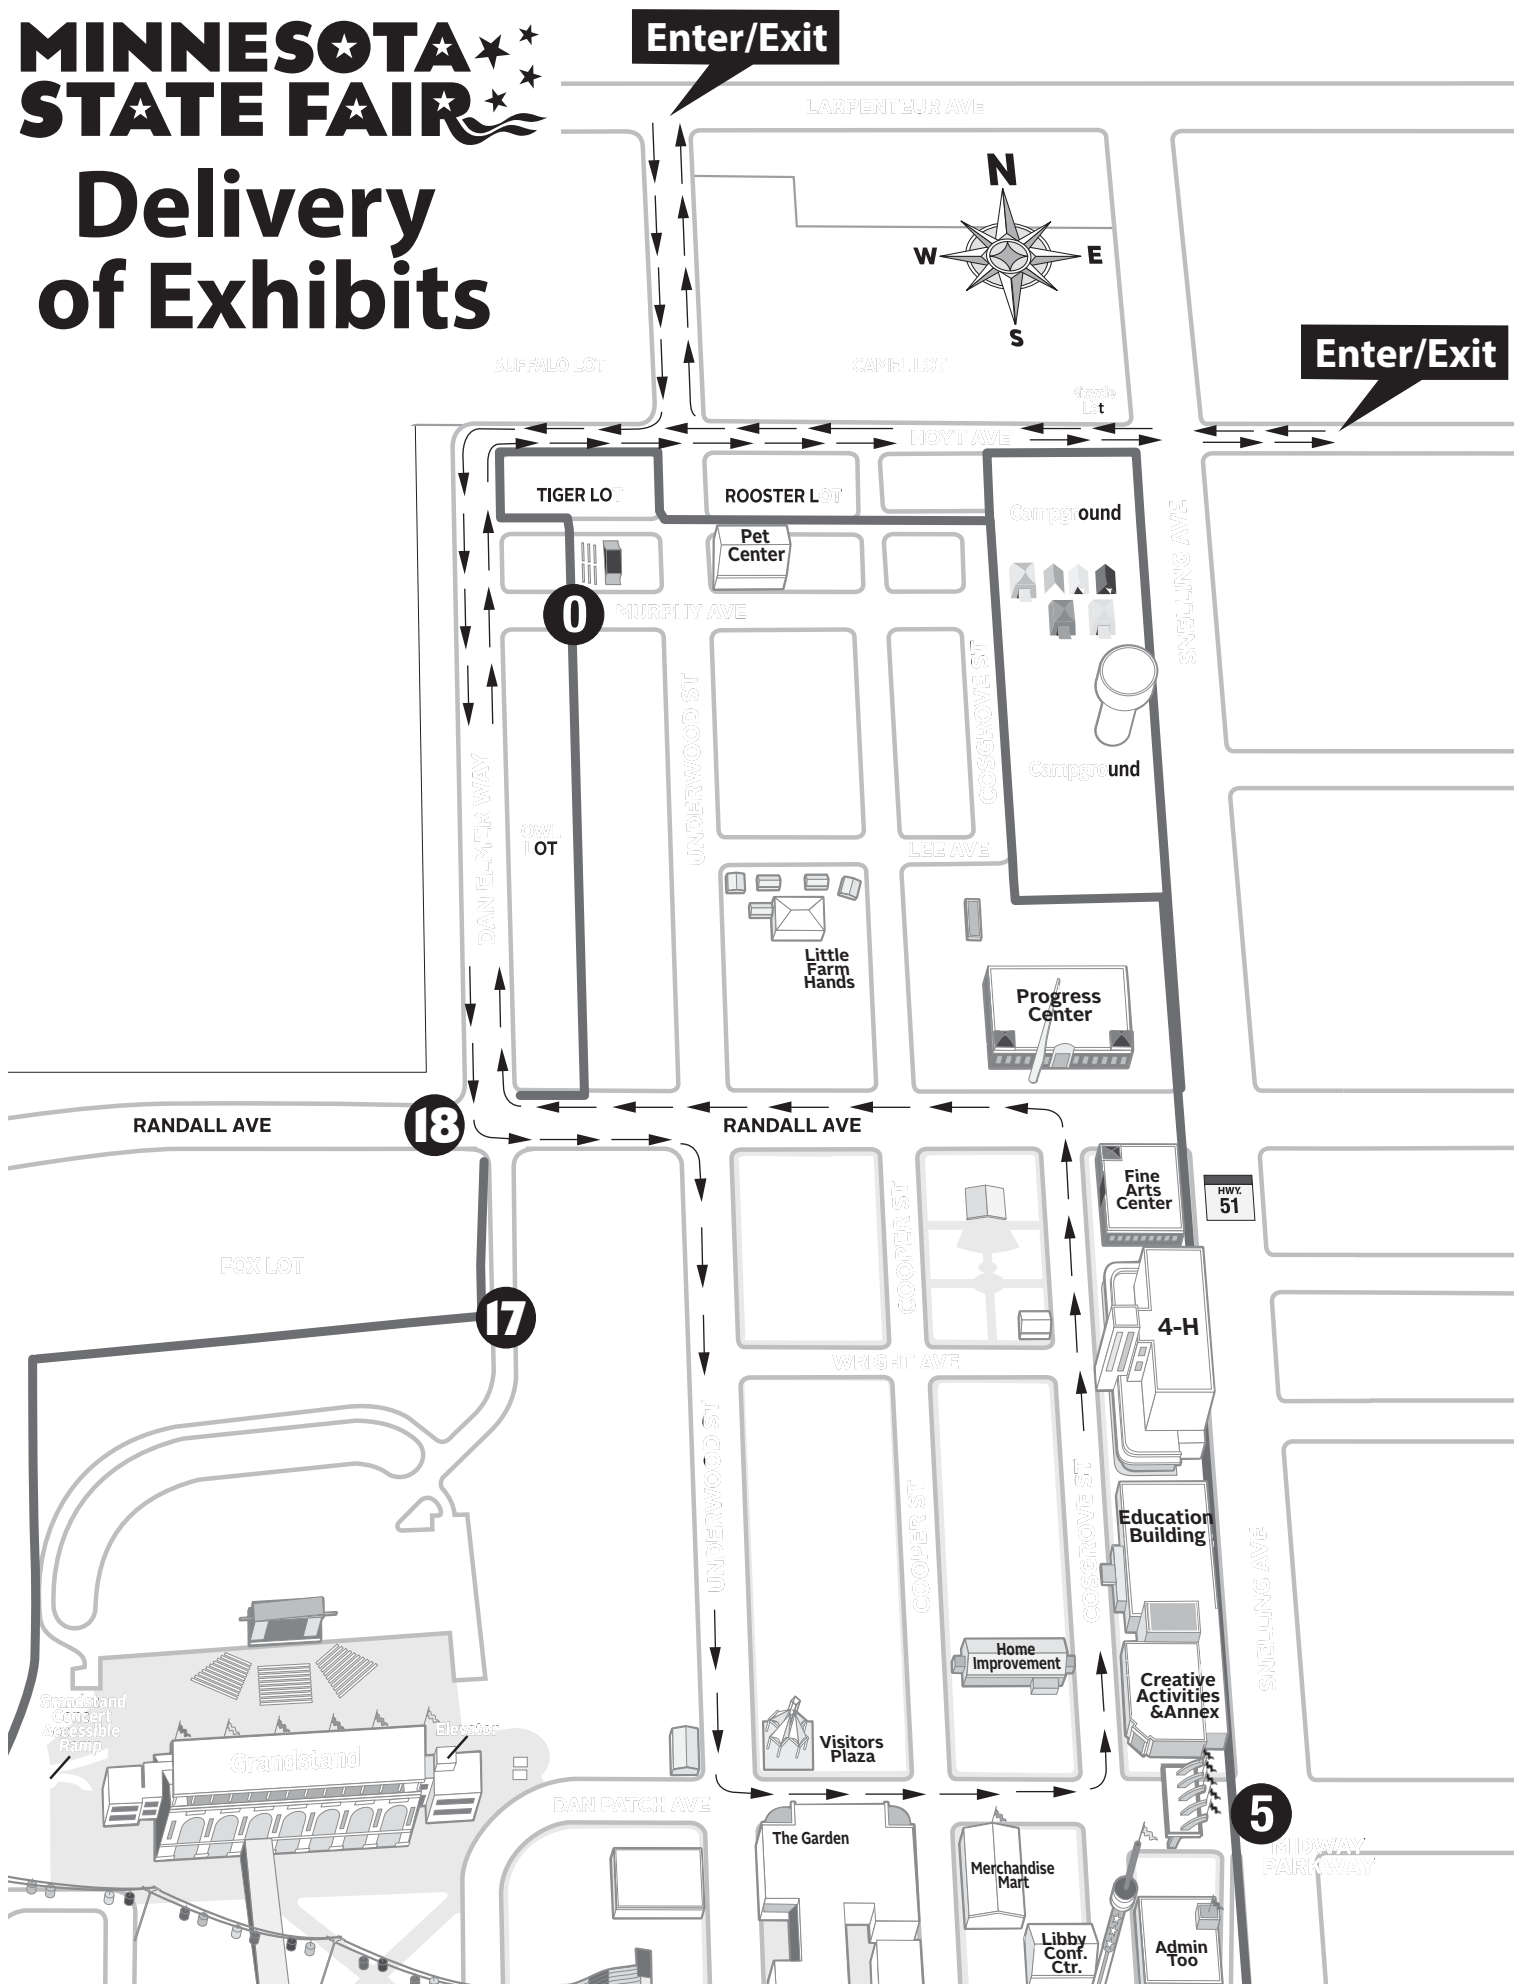 MINNESOTA
STATE FAIR
Delivery
of Exhibits
Enter/Exit
LARPENTEUR AVE
N
W
E
S
Enter/Exit
BUFFALO LOT
CAMEL LOT
Bicycle
Lot
HOYT AVE
TIGER LOT
ROOSTER LOT
Campground
Pet
Center
0
MURPHY AVE
SNELLING AVE
COSGROVE ST
UNDERWOOD ST
DAN ELMER WAY
Campground
OWL
LOT
LEE AVE
Little
Farm
Hands
Progress
Center
18
RANDALL AVE
RANDALL AVE
Fine
Arts
Center
HWY.
51
COOPER ST
FOX LOT
17
4-H
WRIGHT AVE
UNDERWOOD ST
COOPER ST
COSGROVE ST
Education
Building
SNELLING AVE
Home
Improvement
Creative
Activities
&Annex
Grandstand
Concert
Accessible
Ramp
Elevator
Grandstand
Visitors
Plaza
DAN PATCH AVE
5
MIDWAY
PARKWAY
The Garden
Merchandise
Mart
Libby
Conf.
Ctr.
Admin
Too